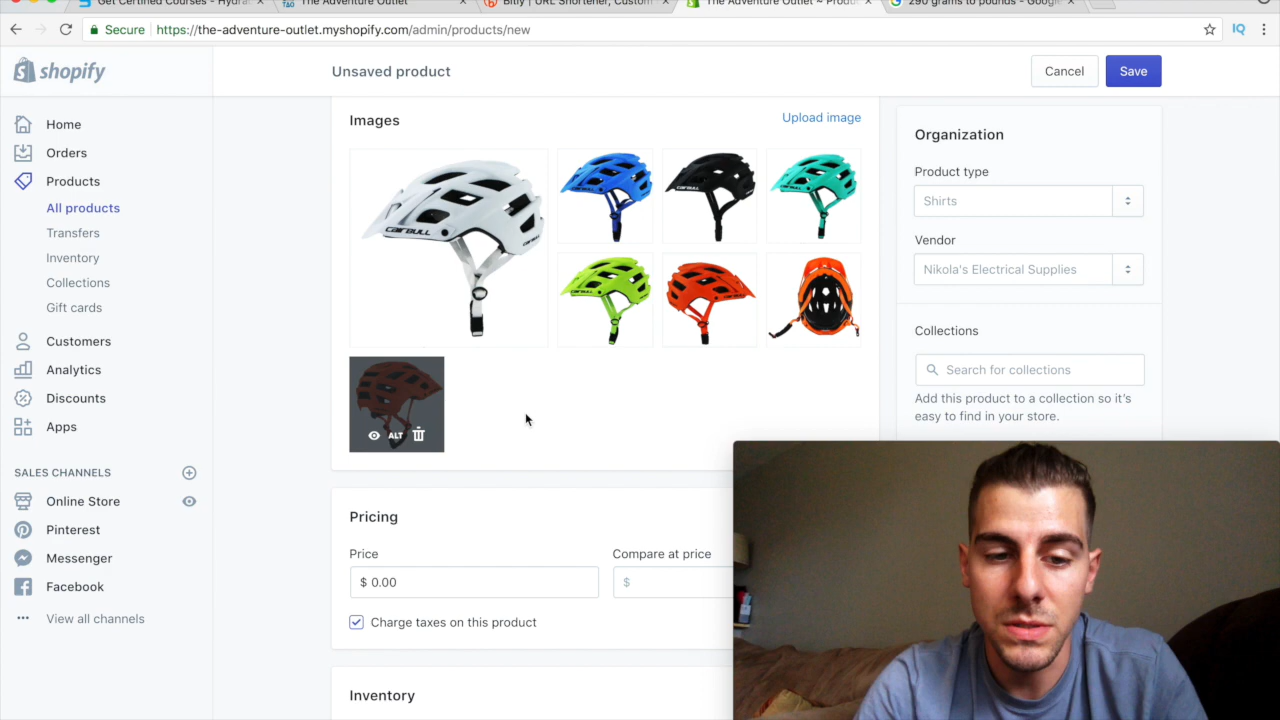 Get Certified Courses - Hydra
The Adventure Outlet
Bitly | URL Shortener, Custom
The Adventure Outlet ~ Produ
290 grams to pounds - Google
Secure https://the-adventure-outlet.myshopify.com/admin/products/new
IQ
shopify
Unsaved product
Cancel
Save
Home
Orders
Products
All products
Transfers
Inventory
Collections
Gift cards
Customers
Analytics
Discounts
Apps
SALES CHANNELS
Online Store
Pinterest
Messenger
Facebook
View all channels
Images
Upload image
CAIRBULL
CAIRBULL
CAIRBULL
CAIRBULL
CAIRBULL
CAIRBULL
ALT
Pricing
Price
Compare at price
$ 0.00
$
Charge taxes on this product
Inventory
Organization
Product type
Shirts
Vendor
Nikola's Electrical Supplies
Collections
Search for collections
Add this product to a collection so it's
easy to find in your store.